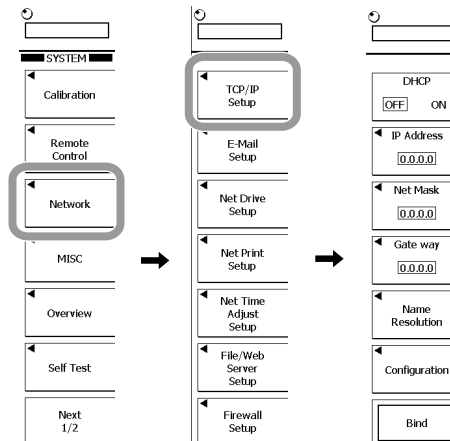 SYSTEM
Calibration
Remote
Control
Network
MISC
Overview
Self Test
Next
1/2
TCP/IP
Setup
E-Mail
Setup
Net Drive
Setup
Net Print
Setup
Net Time
Adjust
Setup
File/Web
Server
Setup
Firewall
Setup
DHCP
OFF ON
IP Address
0.0.0.0
Net Mask
0.0.0.0
Gate way
0.0.0.0
Name
Resolution
Configuration
Bind